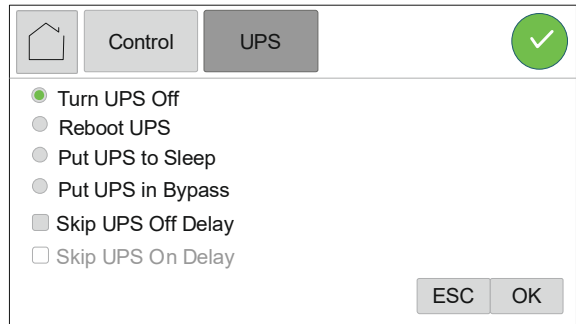 Control
UPS
Turn UPS Off
Reboot UPS
Put UPS to Sleep
Put UPS in Bypass
Skip UPS Off Delay
Skip UPS On Delay
ESC
OK